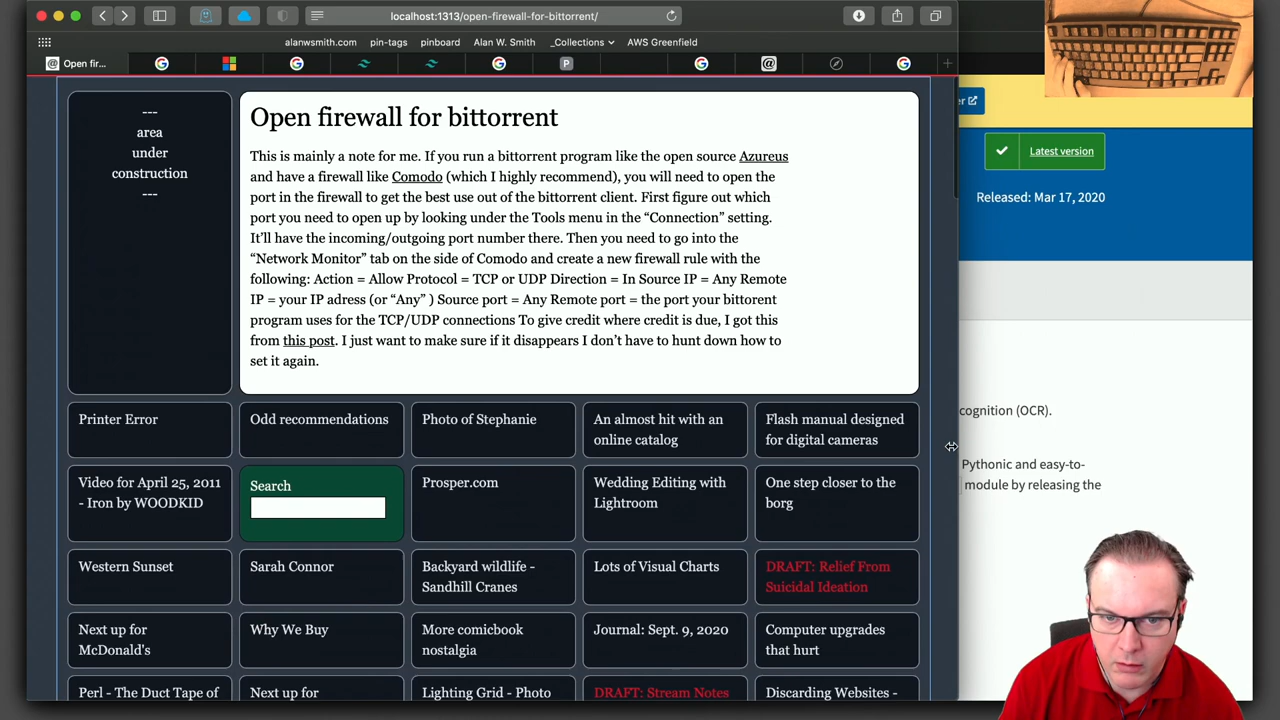 localhost:1313/open-firewall-for-bittorrent/
alanwsmith.com pin-tags pinboard Alan W. Smith _Collections AWS Greenfield
Open fir...
---
area
under
construction
---
Open firewall for bittorrent
This is mainly a note for me. If you run a bittorrent program like the open source Azureus
and have a firewall like Comodo (which I highly recommend), you will need to open the
port in the firewall to get the best use out of the bittorrent client. First figure out which
port you need to open up by looking under the Tools menu in the “Connection” setting.
It’ll have the incoming/outgoing port number there. Then you need to go into the
“Network Monitor” tab on the side of Comodo and create a new firewall rule with the
following: Action = Allow Protocol = TCP or UDP Direction = In Source IP = Any Remote
IP = your IP adress (or “Any” ) Source port = Any Remote port = the port your bittorent
program uses for the TCP/UDP connections To give credit where credit is due, I got this
from this post. I just want to make sure if it disappears I don’t have to hunt down how to
set it again.
Printer Error
Odd recommendations
Photo of Stephanie
An almost hit with an
online catalog
Flash manual designed
for digital cameras
Video for April 25, 2011
- Iron by WOODKID
Search
Prosper.com
Wedding Editing with
Lightroom
One step closer to the
borg
Western Sunset
Sarah Connor
Backyard wildlife -
Sandhill Cranes
Lots of Visual Charts
DRAFT: Relief From
Suicidal Ideation
Next up for
McDonald's
Why We Buy
More comicbook
nostalgia
Journal: Sept. 9, 2020
Computer upgrades
that hurt
Perl - The Duct Tape of
Next up for
Lighting Grid - Photo
DRAFT: Stream Notes
Discarding Websites -
er
Latest version
Released: Mar 17, 2020
cognition (OCR).
Pythonic and easy-to-
module by releasing the